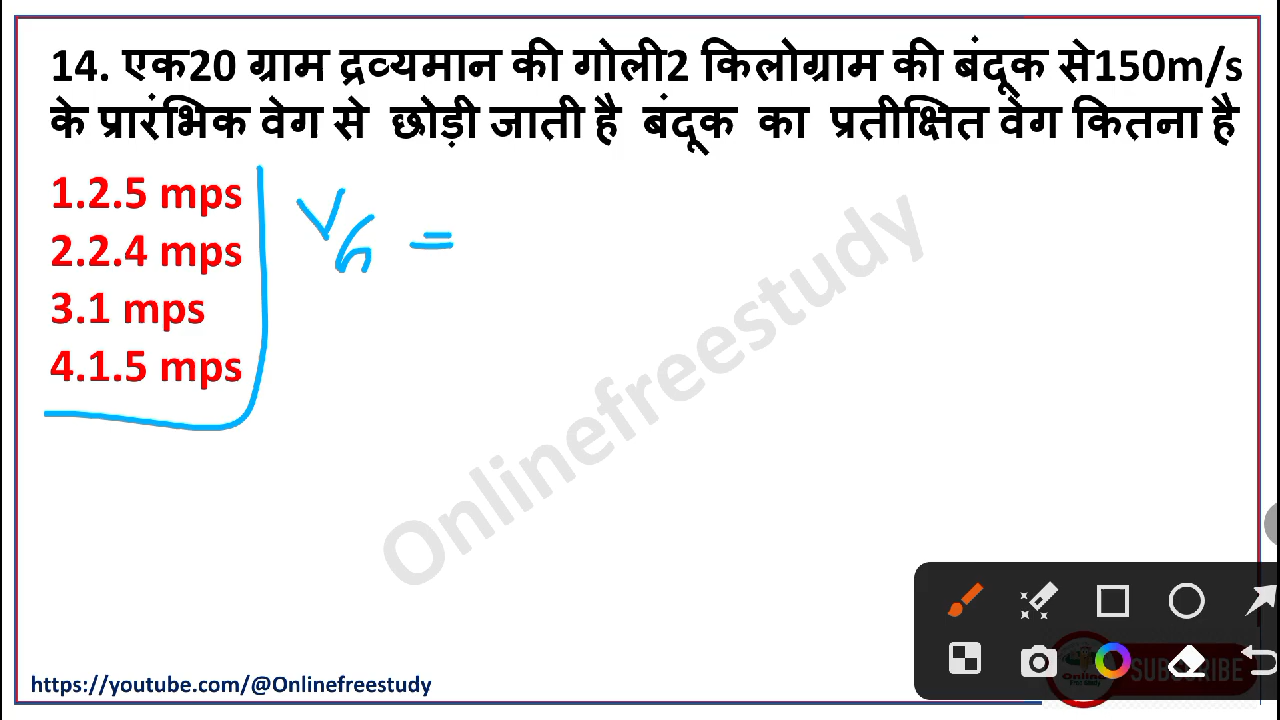 14. एक20 ग्राम द्रव्यमान की गोली2 किलोग्राम की बंदूक से150m/s
के प्रारंभिक वेग से छोड़ी जाती है बंदूक का प्रतीक्षित वेग कितना है
1.2.5 mps
2.2.4 mps
3.1 mps
4.1.5 mps
V =
Onlinefreestudy
https://youtube.com/@Onlinefreestudy
SUBSCRIBE